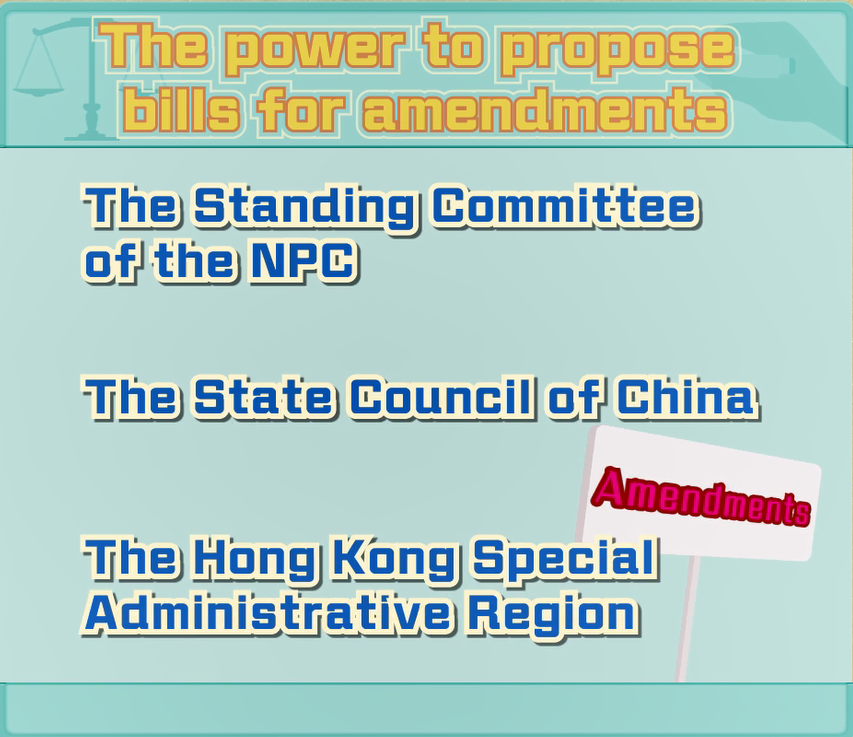 The power to propose
bills for amendments
The Standing Committee
of the NPC
The State Council of China
Amendments
The Hong Kong Special
Administrative Region